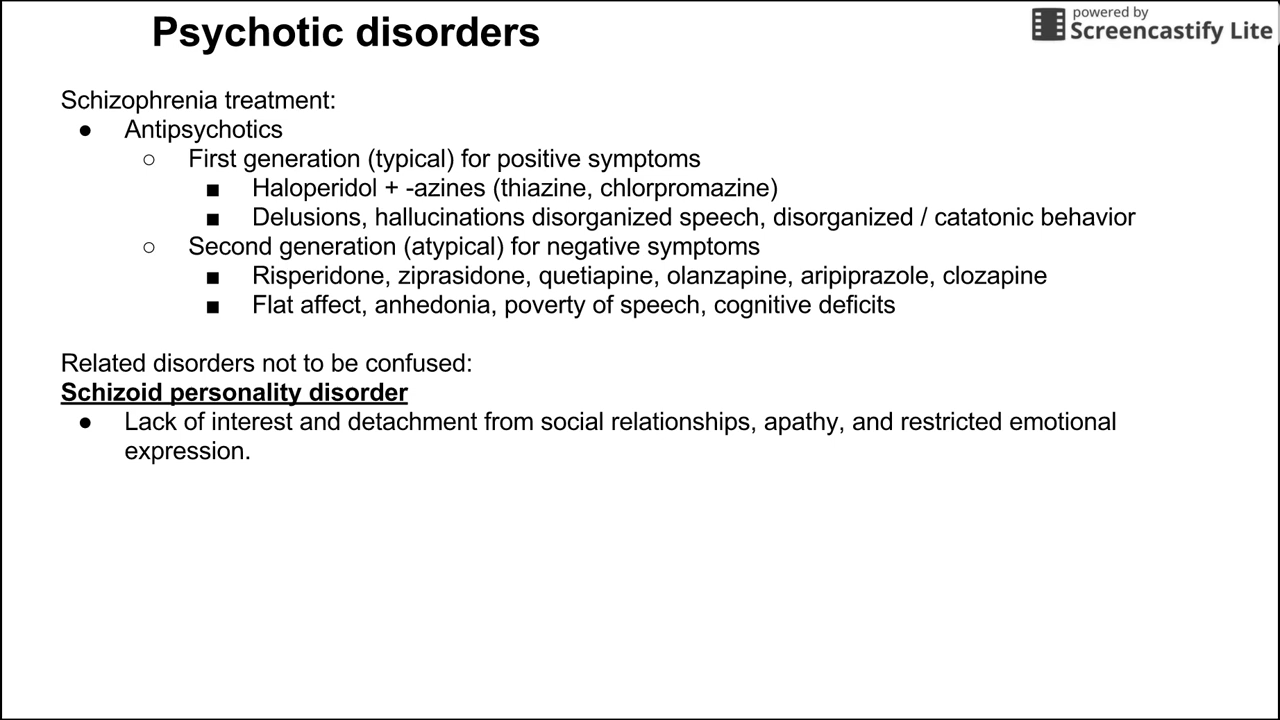 Psychotic disorders
powered by
Screencastify Lite
Schizophrenia treatment:
● Antipsychotics
○ First generation (typical) for positive symptoms
■ Haloperidol + -azines (thiazine, chlorpromazine)
■ Delusions, hallucinations disorganized speech, disorganized / catatonic behavior
○ Second generation (atypical) for negative symptoms
■ Risperidone, ziprasidone, quetiapine, olanzapine, aripiprazole, clozapine
■ Flat affect, anhedonia, poverty of speech, cognitive deficits
Related disorders not to be confused:
Schizoid personality disorder
● Lack of interest and detachment from social relationships, apathy, and restricted emotional
expression.